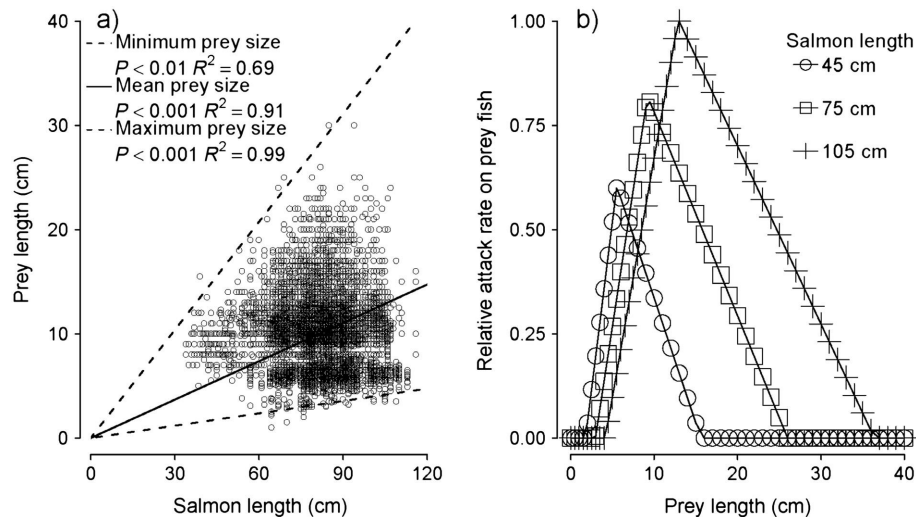 a)
Minimum prey size
P < 0.01 R² = 0.69
Mean prey size
P < 0.001 R² = 0.91
Maximum prey size
P < 0.001 R² = 0.99
Prey length (cm)
40
30
20
10
0
0 30 60 90 120
Salmon length (cm)
b)
Salmon length
45 cm
75 cm
105 cm
Relative attack rate on prey fish
1.00
0.75
0.50
0.25
0.00
0 10 20 30 40
Prey length (cm)